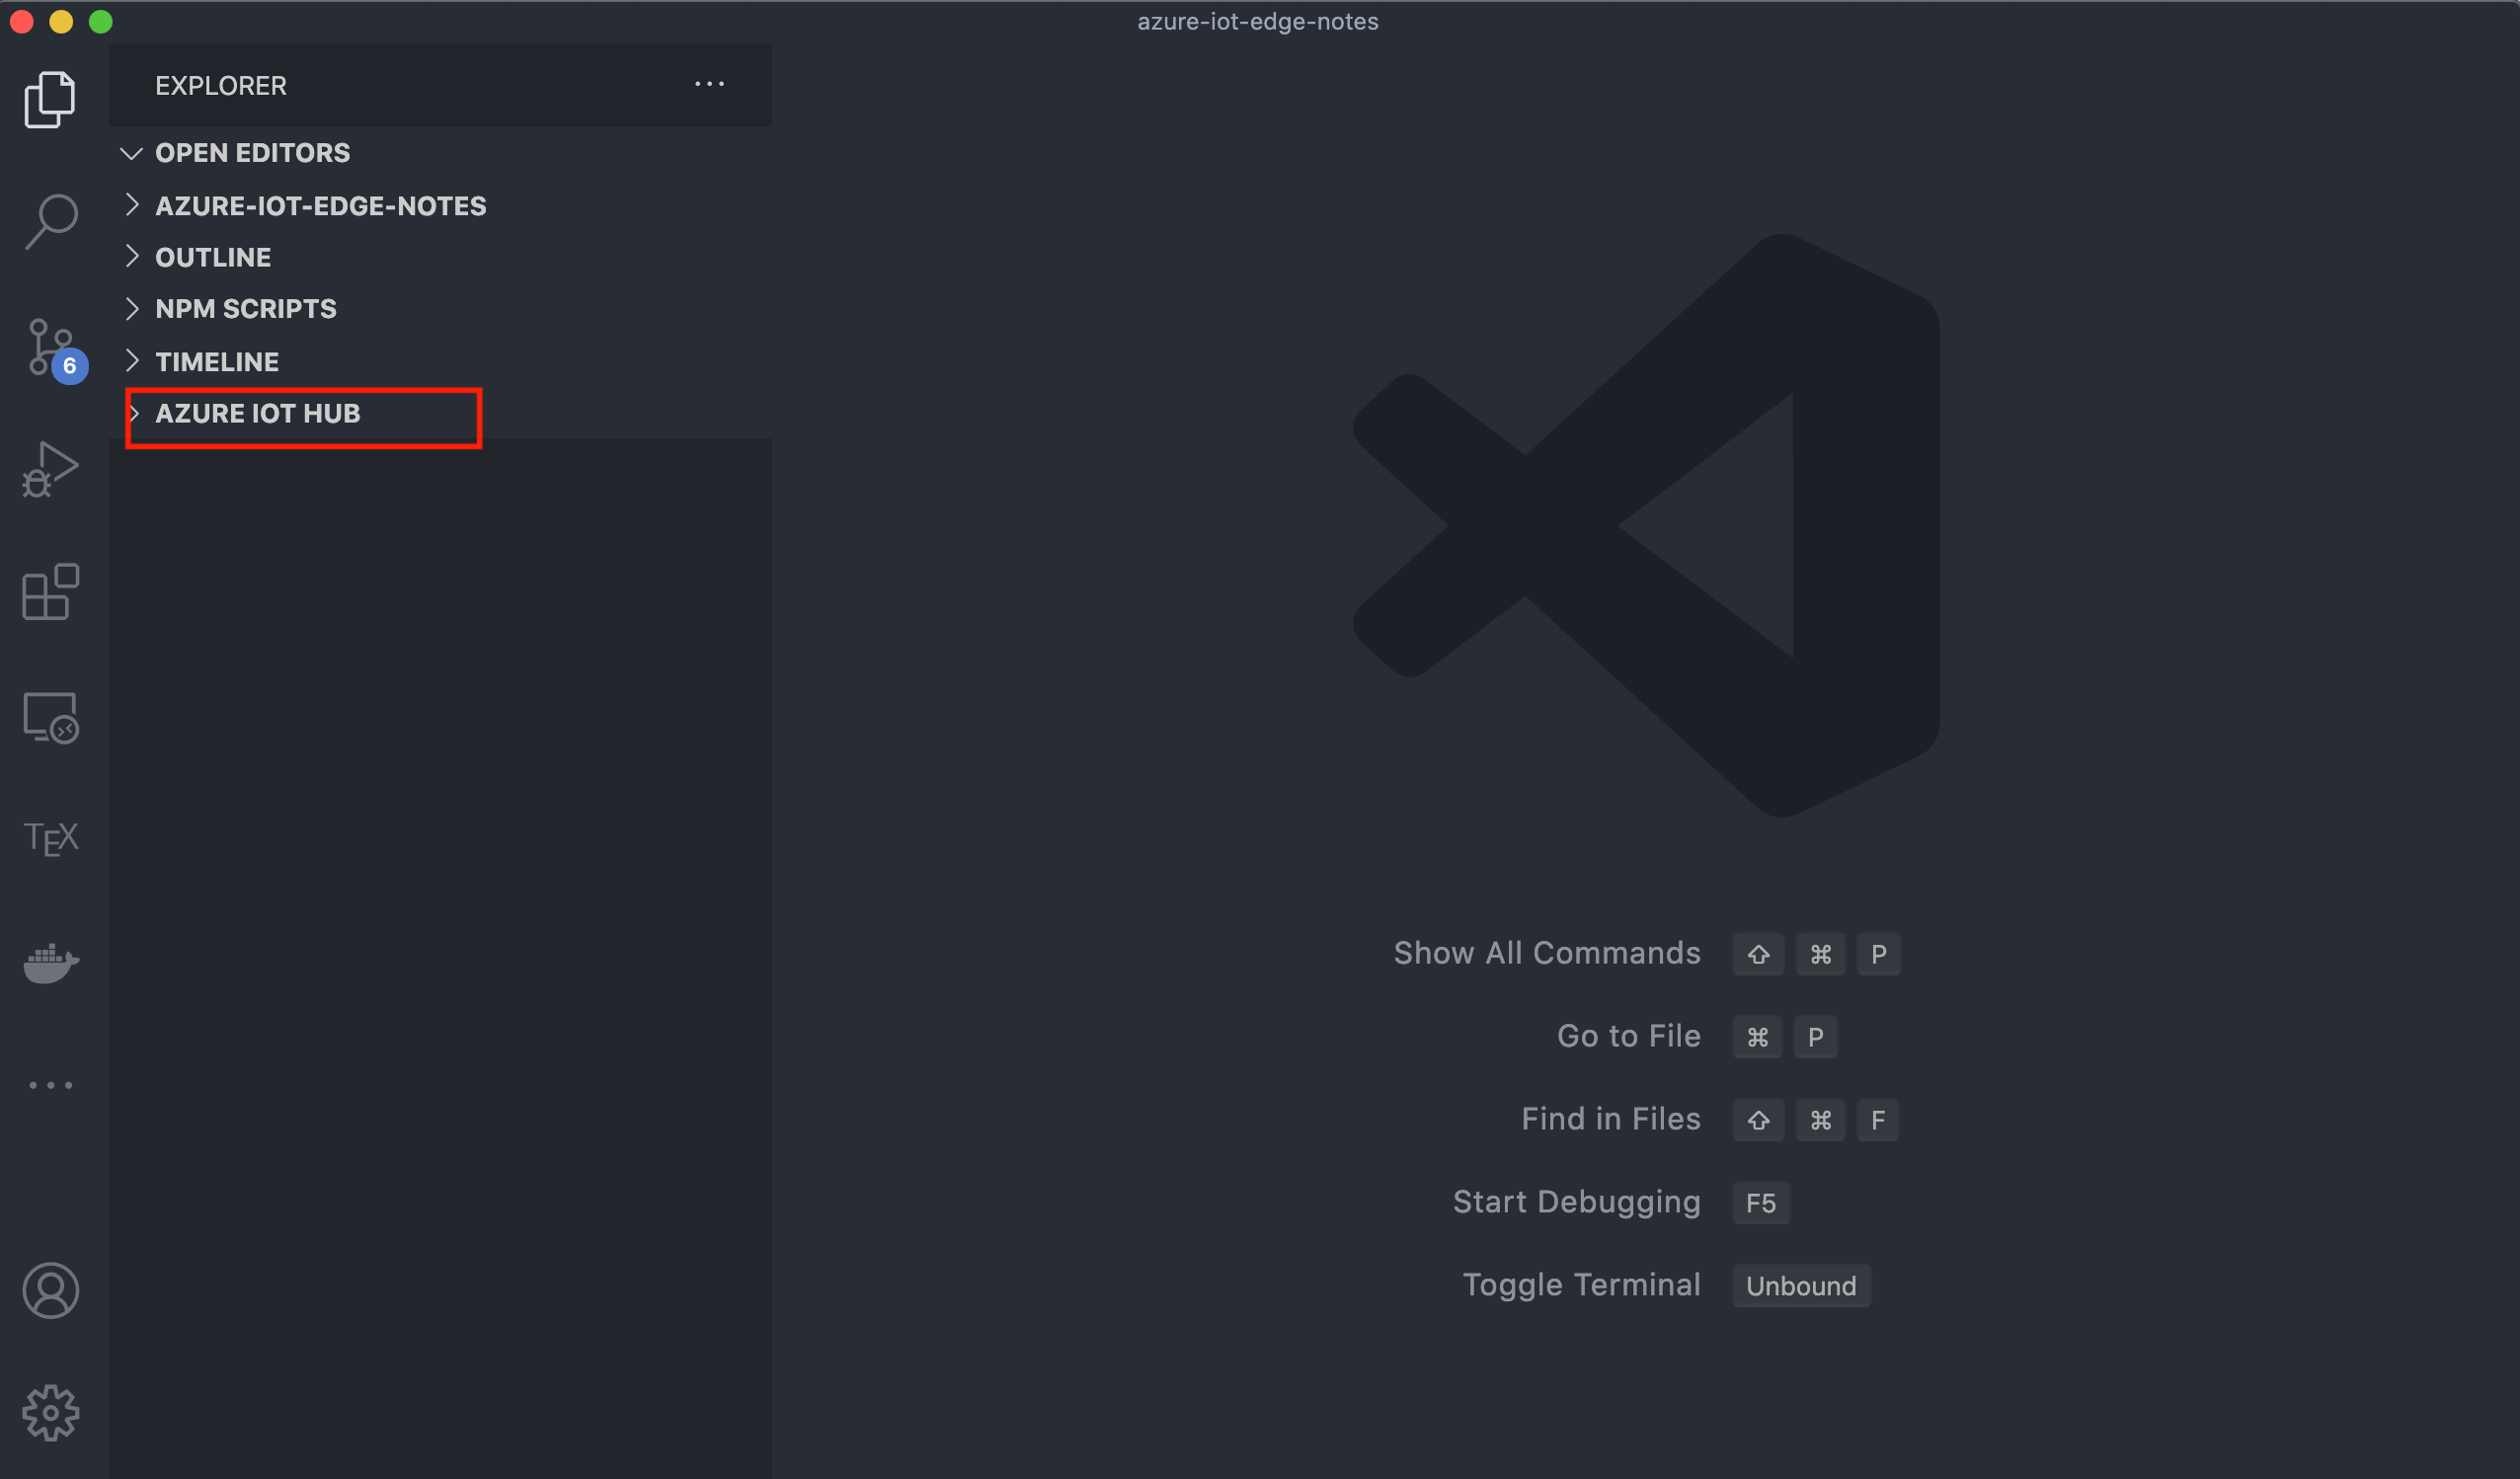 azure-iot-edge-notes
EXPLORER
OPEN EDITORS
AZURE-IOT-EDGE-NOTES
OUTLINE
NPM SCRIPTS
TIMELINE
AZURE IOT HUB
6
TEX
Show All Commands ⇧ ⌘ P
Go to File ⌘ P
Find in Files ⇧ ⌘ F
Start Debugging F5
Toggle Terminal Unbound